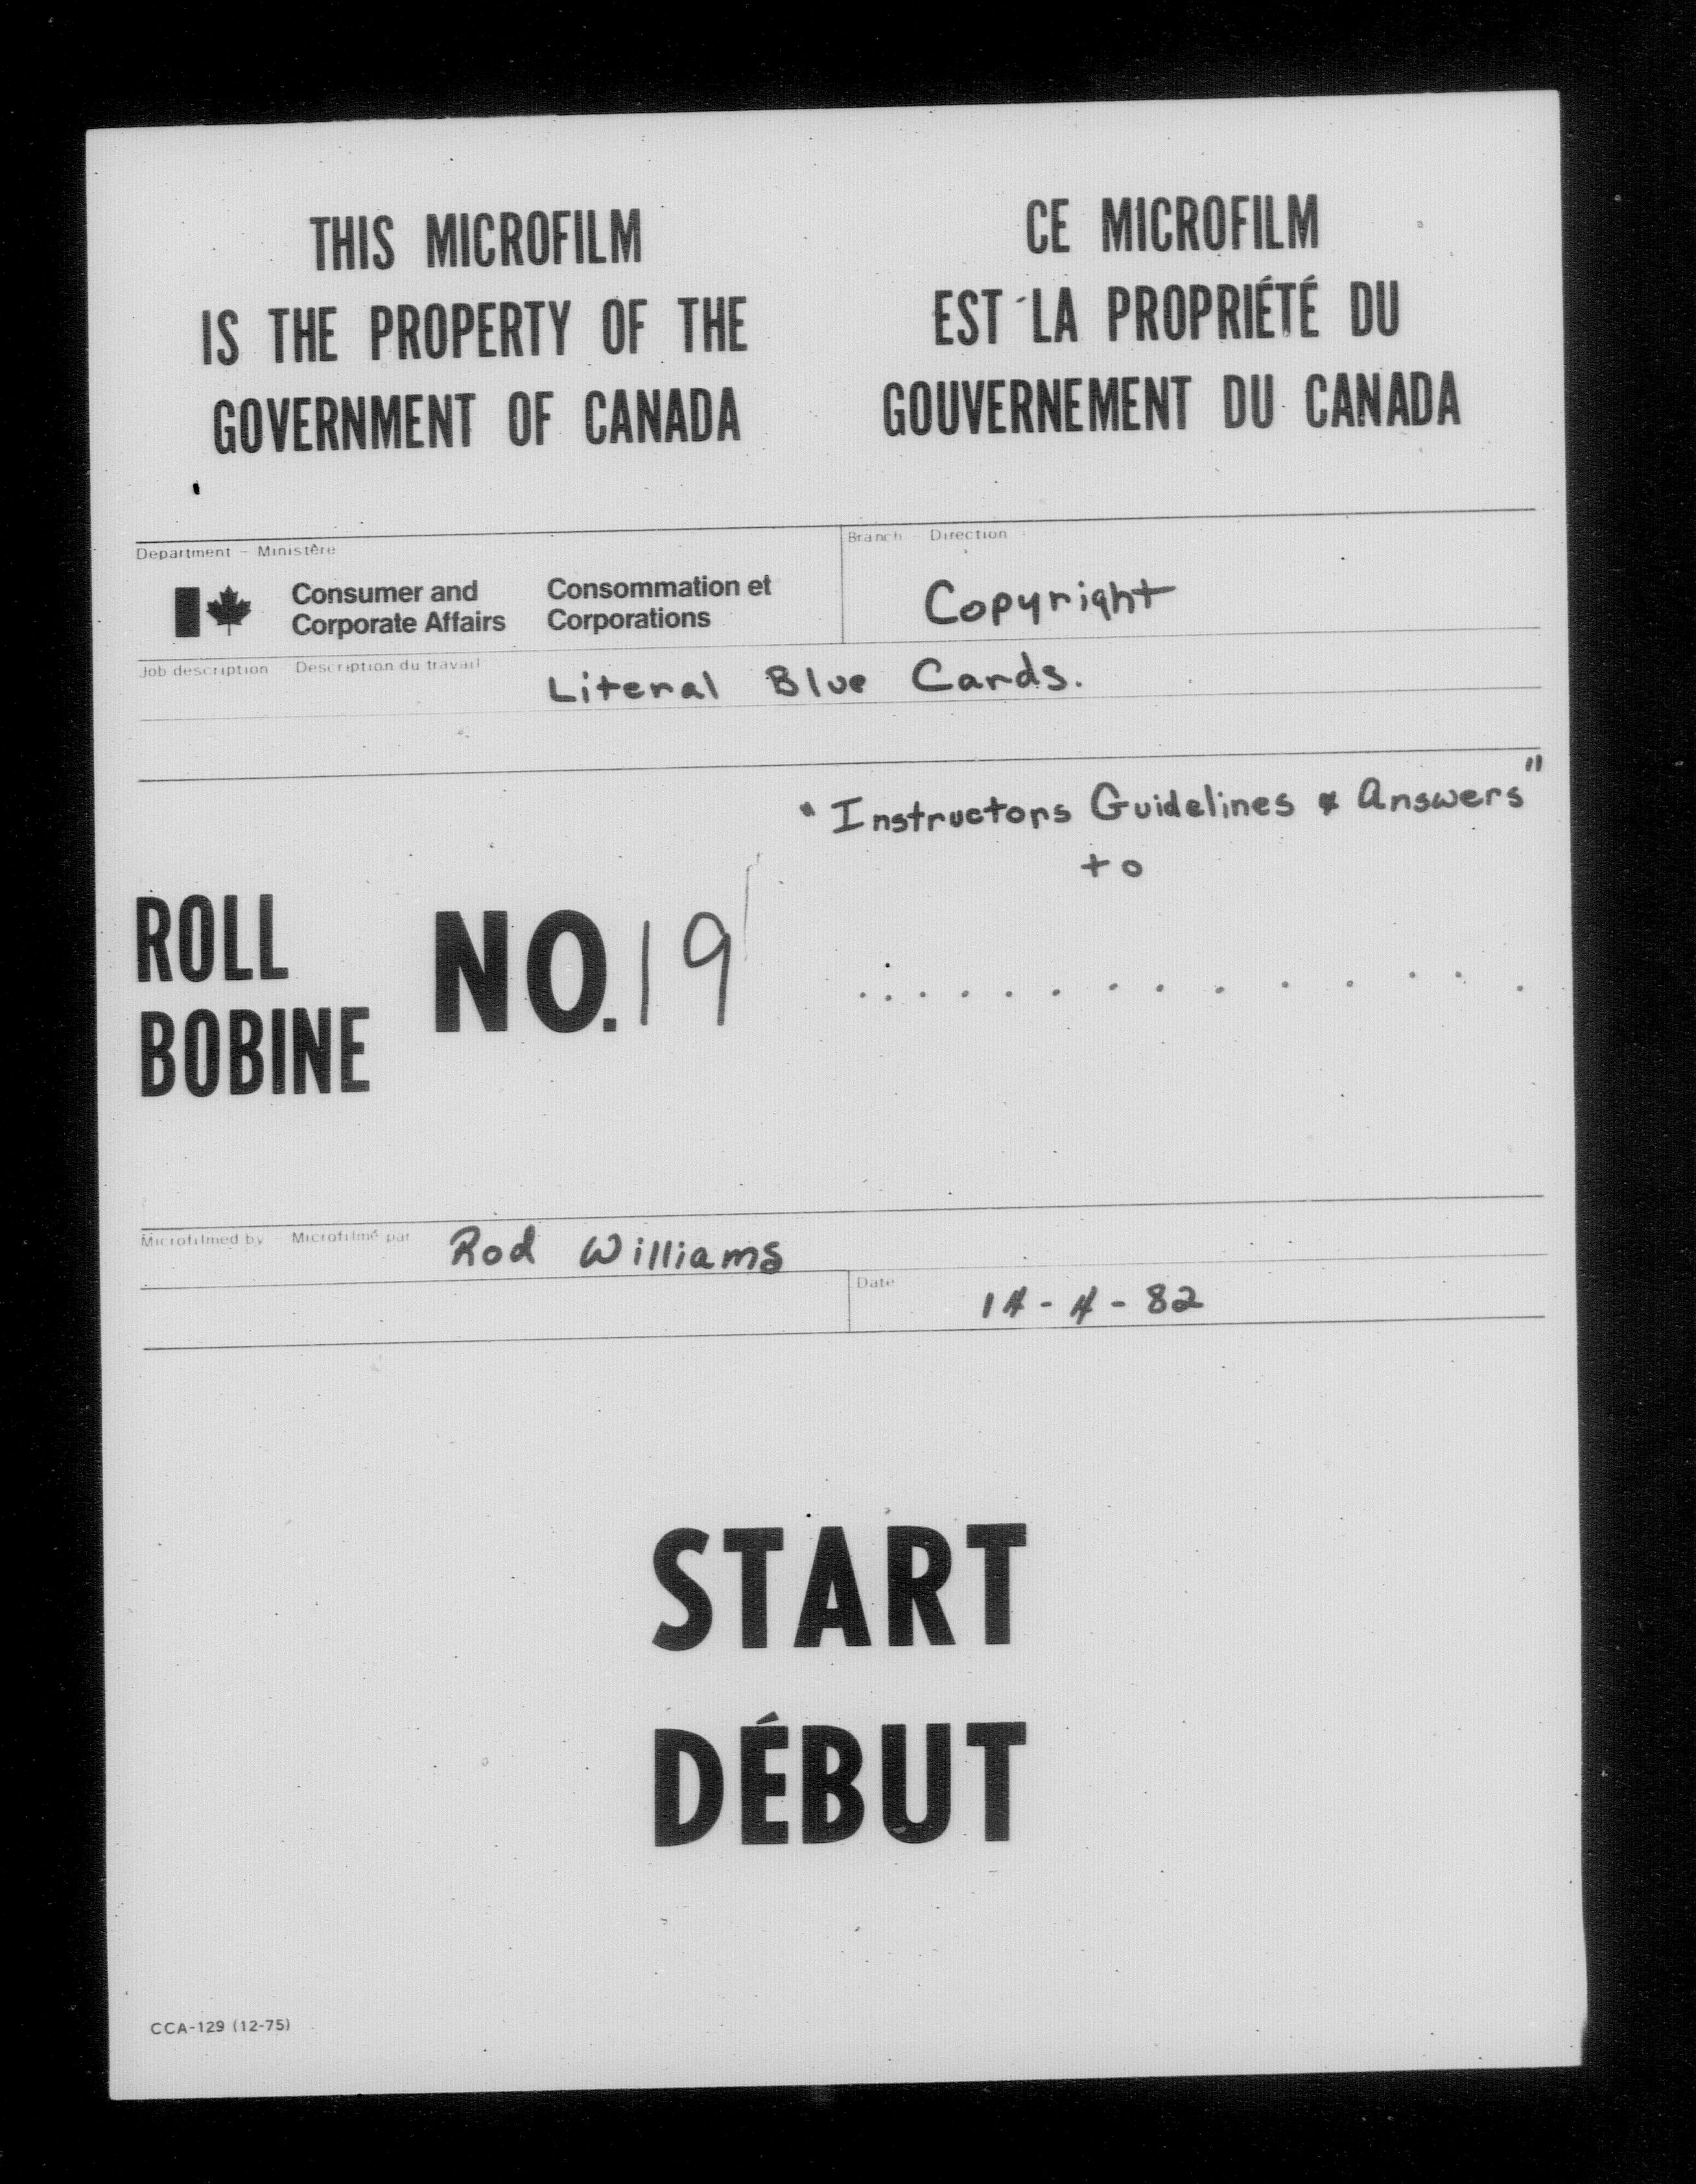 THIS MICROFILM
IS THE PROPERTY OF THE
GOVERNMENT OF CANADA
CE MICROFILM
EST LA PROPRIÉTÉ DU
GOUVERNEMENT DU CANADA
Department – Ministère
Consumer and
Corporate Affairs
Consommation et
Corporations
Branch – Direction
Copyright
Job description Description du travail
Literal Blue Cards.
"Instructors Guidelines & Answers"
to
. . . . . . . . . . . . . .
ROLL
BOBINE
NO. 19
Microfilmed by – Microfilmé par
Rod Williams
Date
14-4-82
START
DÉBUT
CCA-129 (12-75)